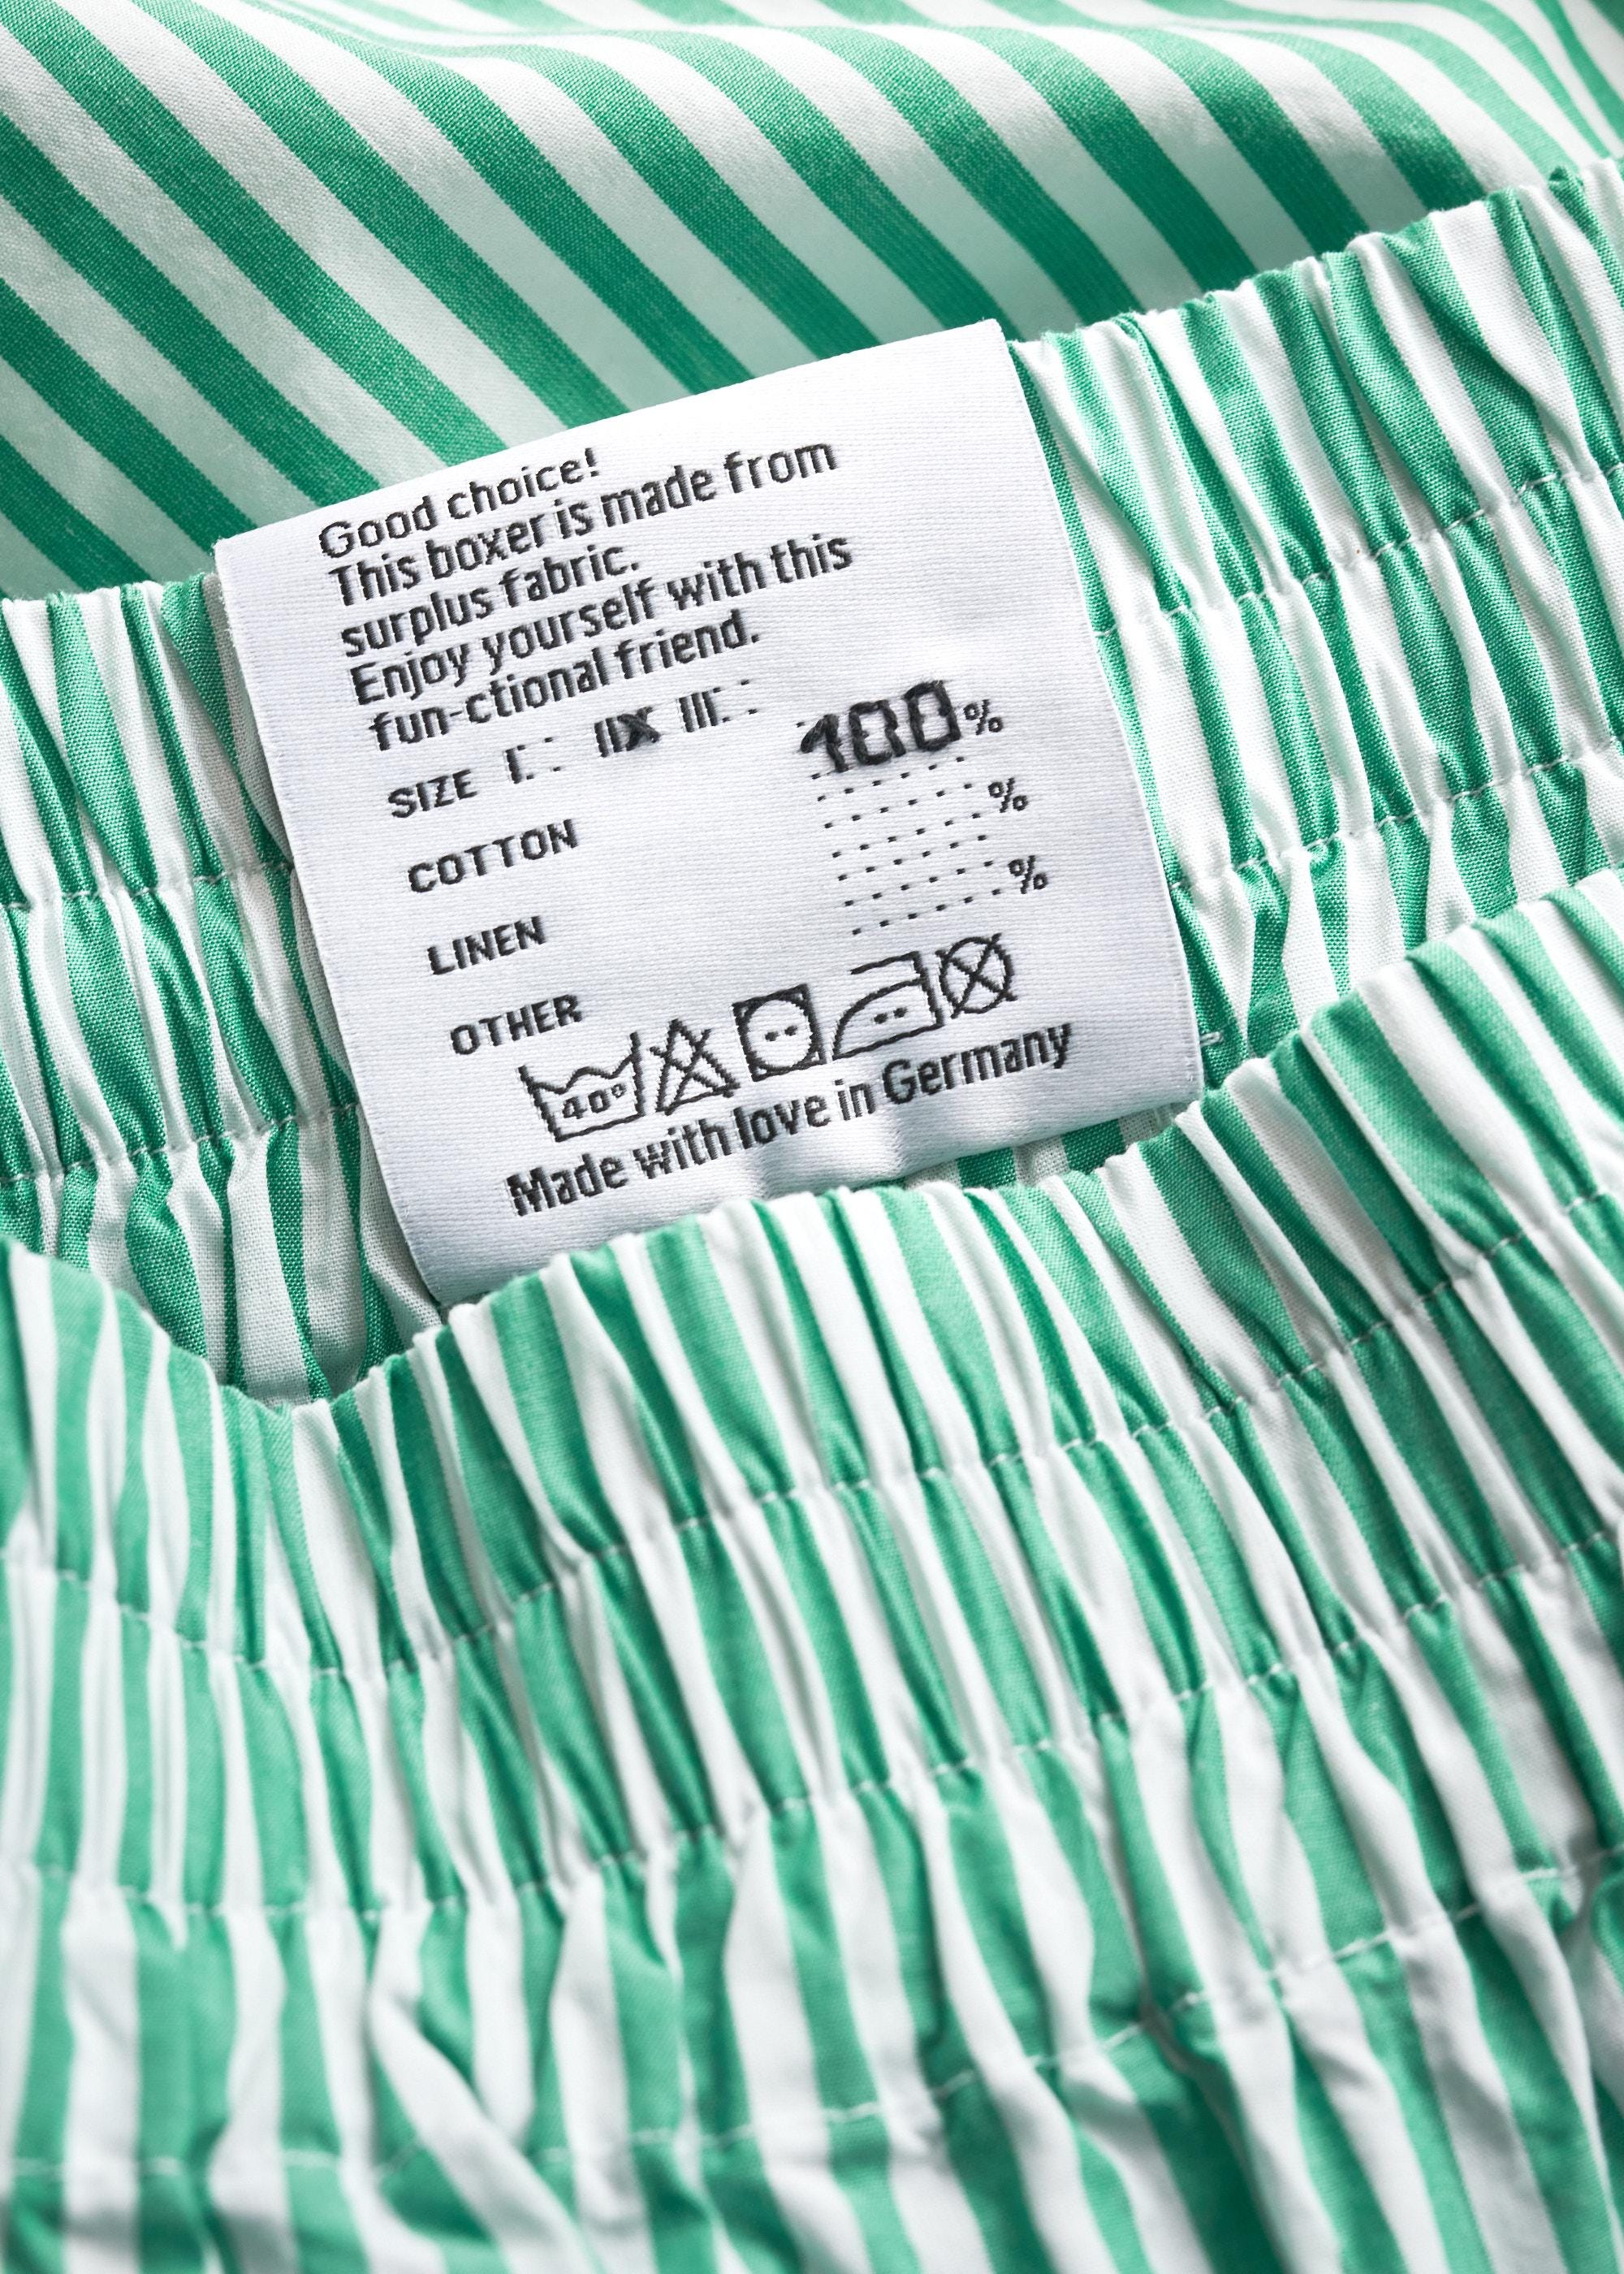 Good choice!
This boxer is made from
surplus fabric.
Enjoy yourself with this
fun-ctional friend.
SIZE I II X III
COTTON 100 %
LINEN %
OTHER %
40°
Made with love in Germany